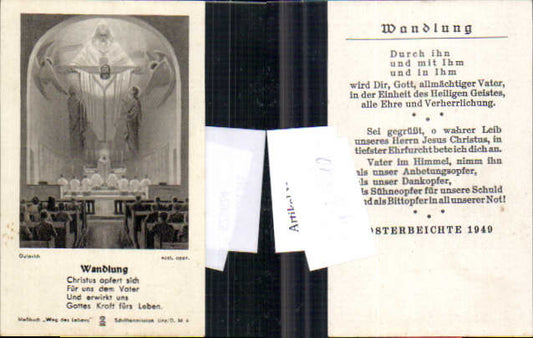 Wandlung
Christus opfert sich
Für uns dem Vater
Und erwirkt uns
Gottes Kraft fürs Leben.
Meßbuch „Weg des Lebens"
Schriftenmission Linz/D.
Wandlung
Durch ihn
und mit Ihm
und in Ihm
wird Dir, Gott, allmächtiger Vater,
in der Einheit des Heiligen Geistes,
alle Ehre und Verherrlichung.
Sei gegrüßt, o wahrer Leib
unseres Herrn Jesus Christus, in
tiefster Ehrfurcht bete ich dich an.
Vater im Himmel, nimm ihn
als unser Anbetungsopfer,
als unser Dankopfer,
als Sühneopfer für unsere Schuld
und als Bittopfer in all unserer Not!
OSTERBEICHTE 1949